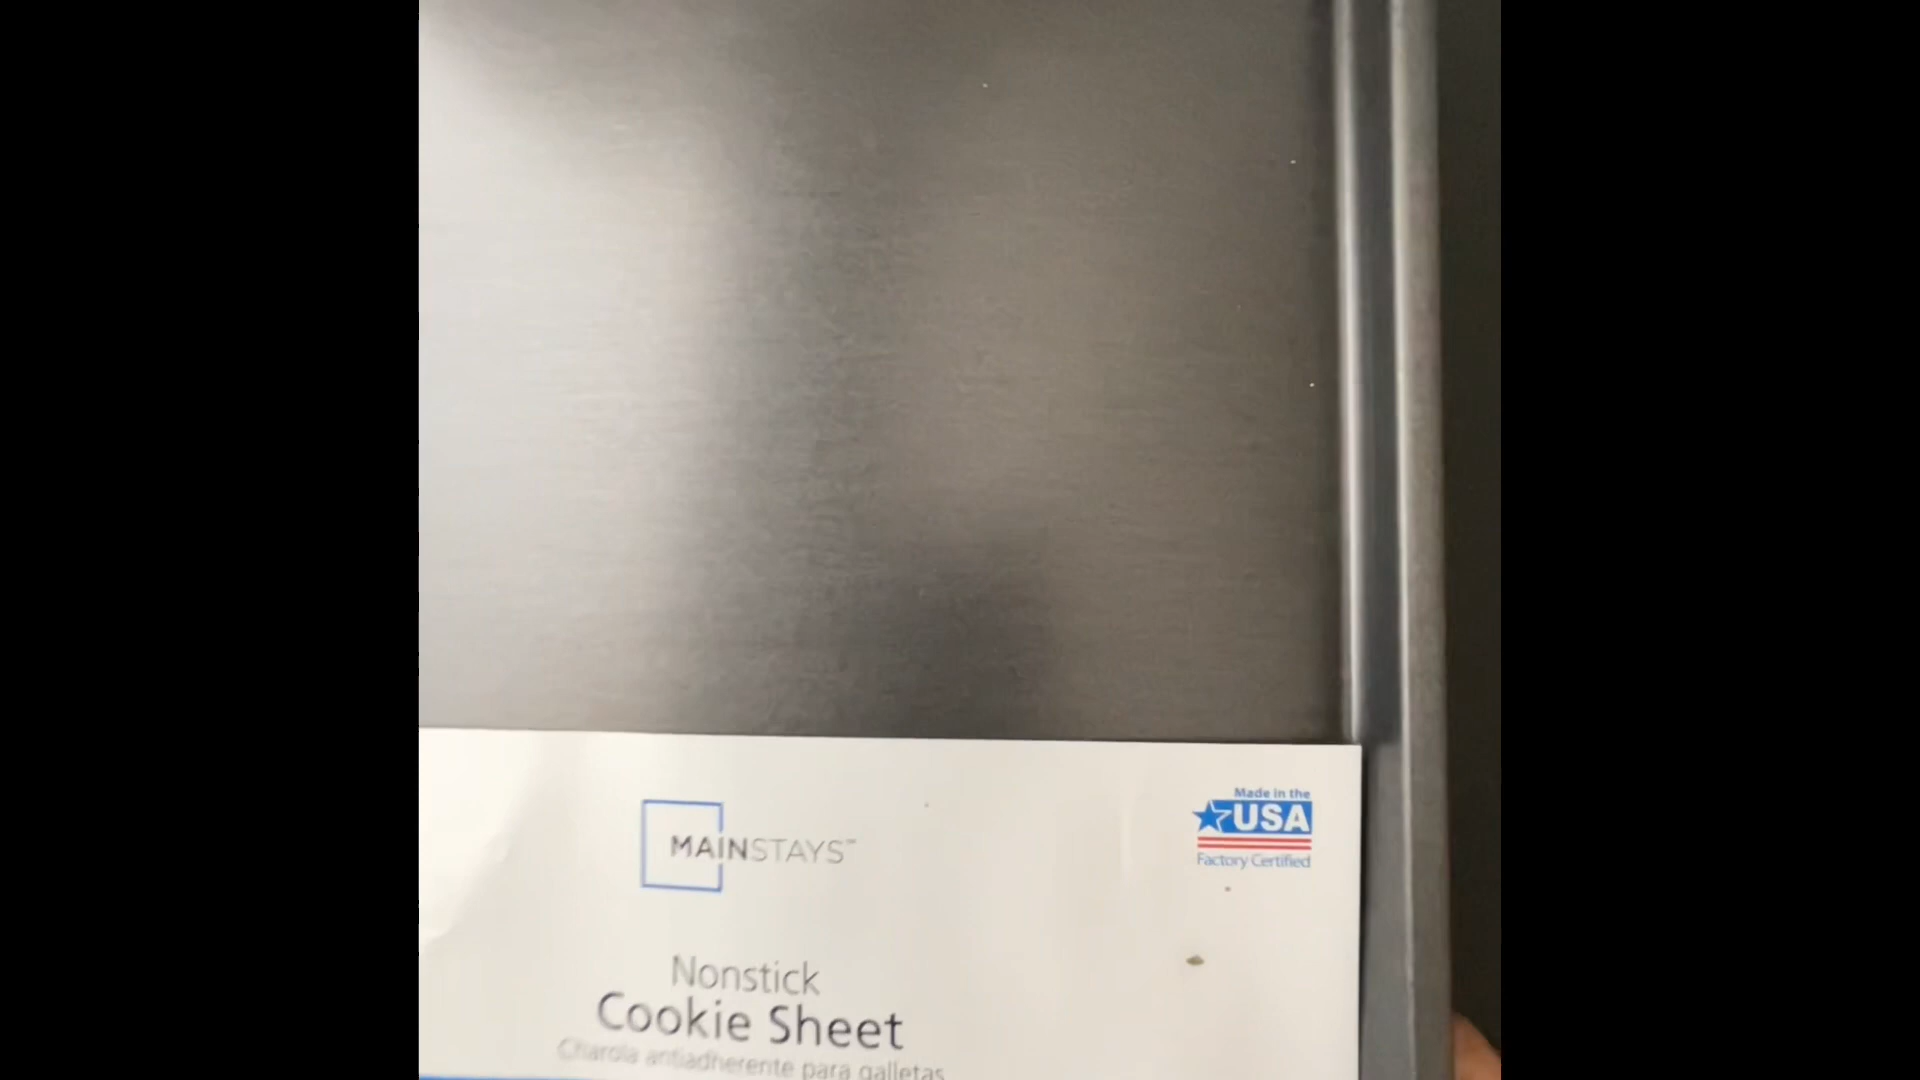 Made in the
USA
Factory Certified
MAINSTAYS™
Nonstick
Cookie Sheet
Charola antiadherente para galletas